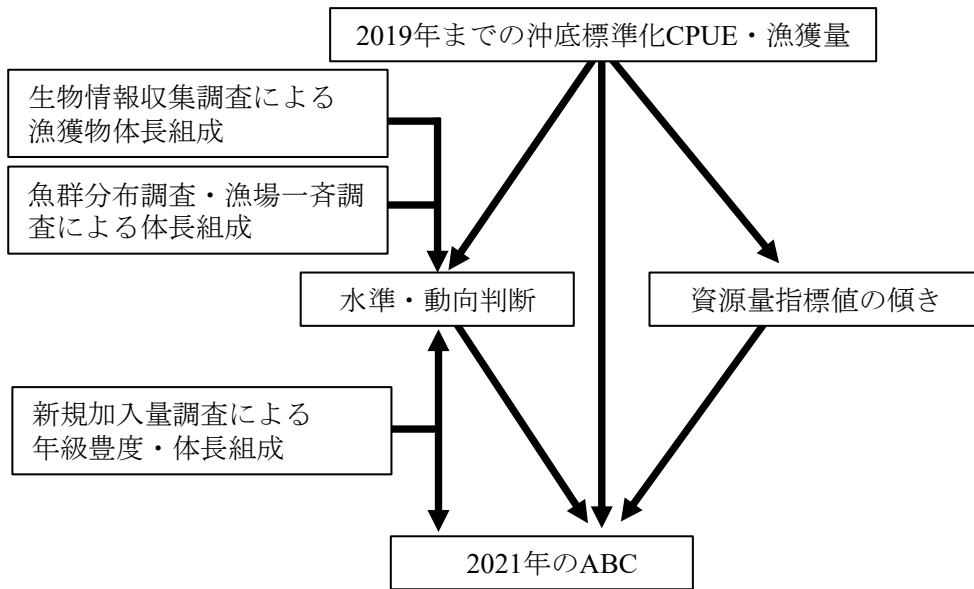 2019年までの沖底標準化CPUE・漁獲量
生物情報収集調査による
漁獲物体長組成
魚群分布調査・漁場一斉調
査による体長組成
水準・動向判断
資源量指標値の傾き
新規加入量調査による
年級豊度・体長組成
2021年のABC